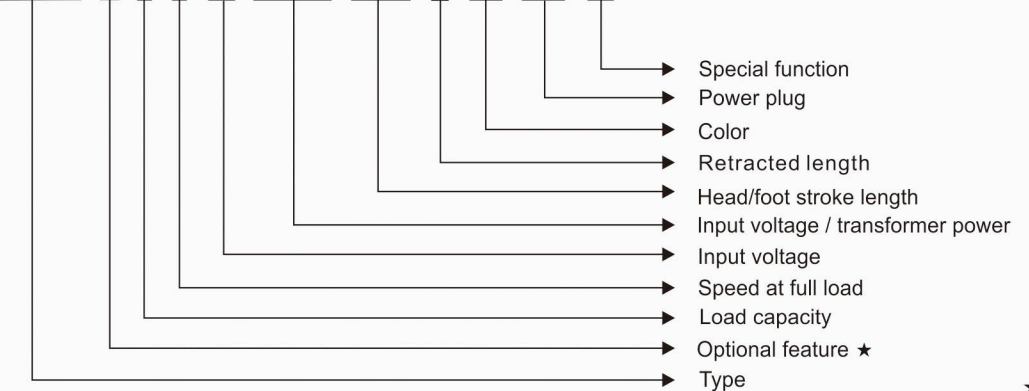 Special function
Power plug
Color
Retracted length
Head/foot stroke length
Input voltage / transformer power
Input voltage
Speed at full load
Load capacity
Optional feature ★
Type